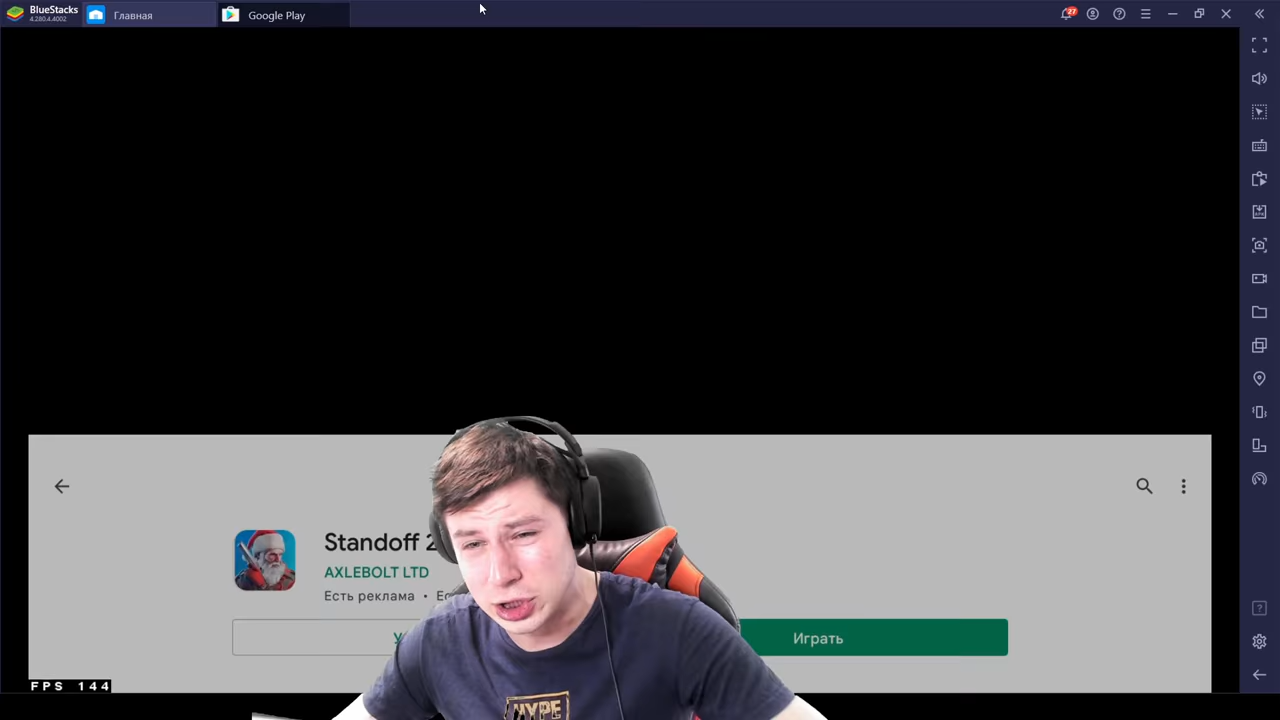 BlueStacks
4.280.4.4002
Главная
Google Play
27
Standoff 2
AXLEBOLT LTD
Есть реклама •
Играть
HYPE
FPS 144